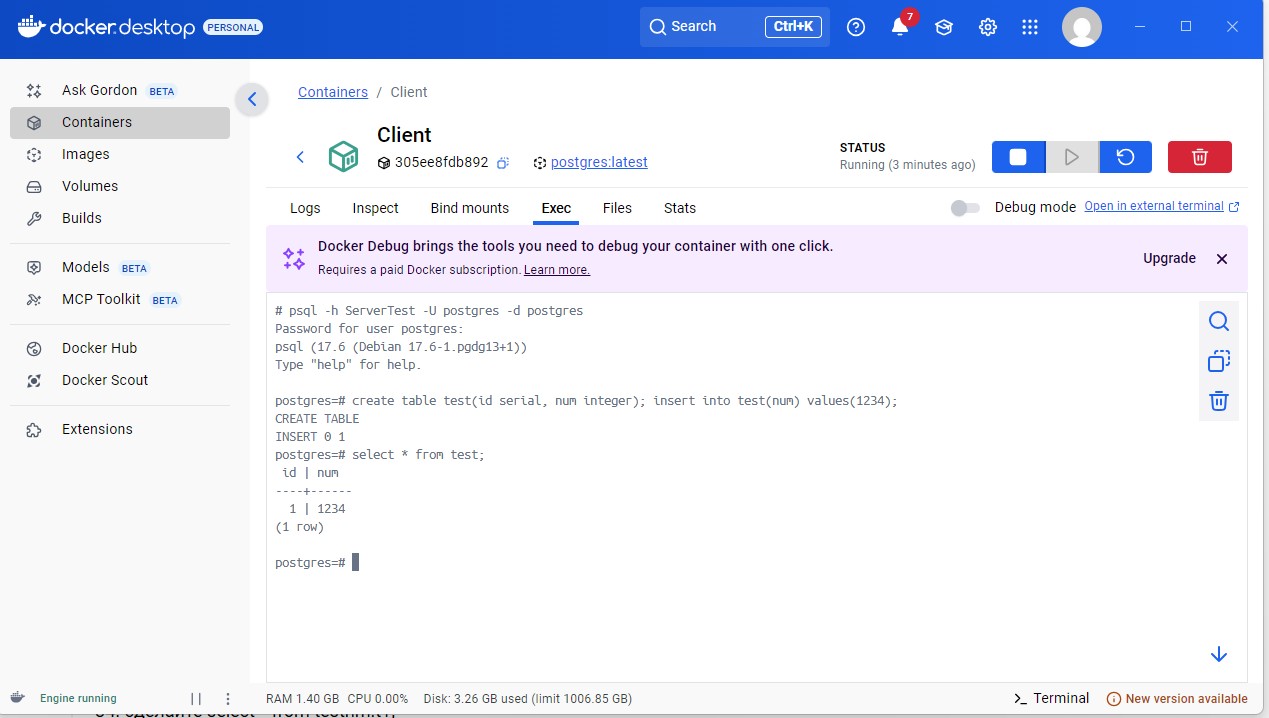 docker.desktop PERSONAL
Search Ctrl+K
7
Ask Gordon BETA
Containers
Images
Volumes
Builds
Models BETA
MCP Toolkit BETA
Docker Hub
Docker Scout
Extensions
Containers / Client
Client
305ee8fdb892 postgres:latest
STATUS
Running (3 minutes ago)
Logs Inspect Bind mounts Exec Files Stats
Debug mode Open in external terminal
Docker Debug brings the tools you need to debug your container with one click.
Requires a paid Docker subscription. Learn more.
Upgrade
# psql -h ServerTest -U postgres -d postgres
Password for user postgres:
psql (17.6 (Debian 17.6-1.pgdg13+1))
Type "help" for help.
postgres=# create table test(id serial, num integer); insert into test(num) values(1234);
CREATE TABLE
INSERT 0 1
postgres=# select * from test;
id | num
----+------
1 | 1234
(1 row)
postgres=#
Engine running
RAM 1.40 GB CPU 0.00% Disk: 3.26 GB used (limit 1006.85 GB)
>_ Terminal
New version available